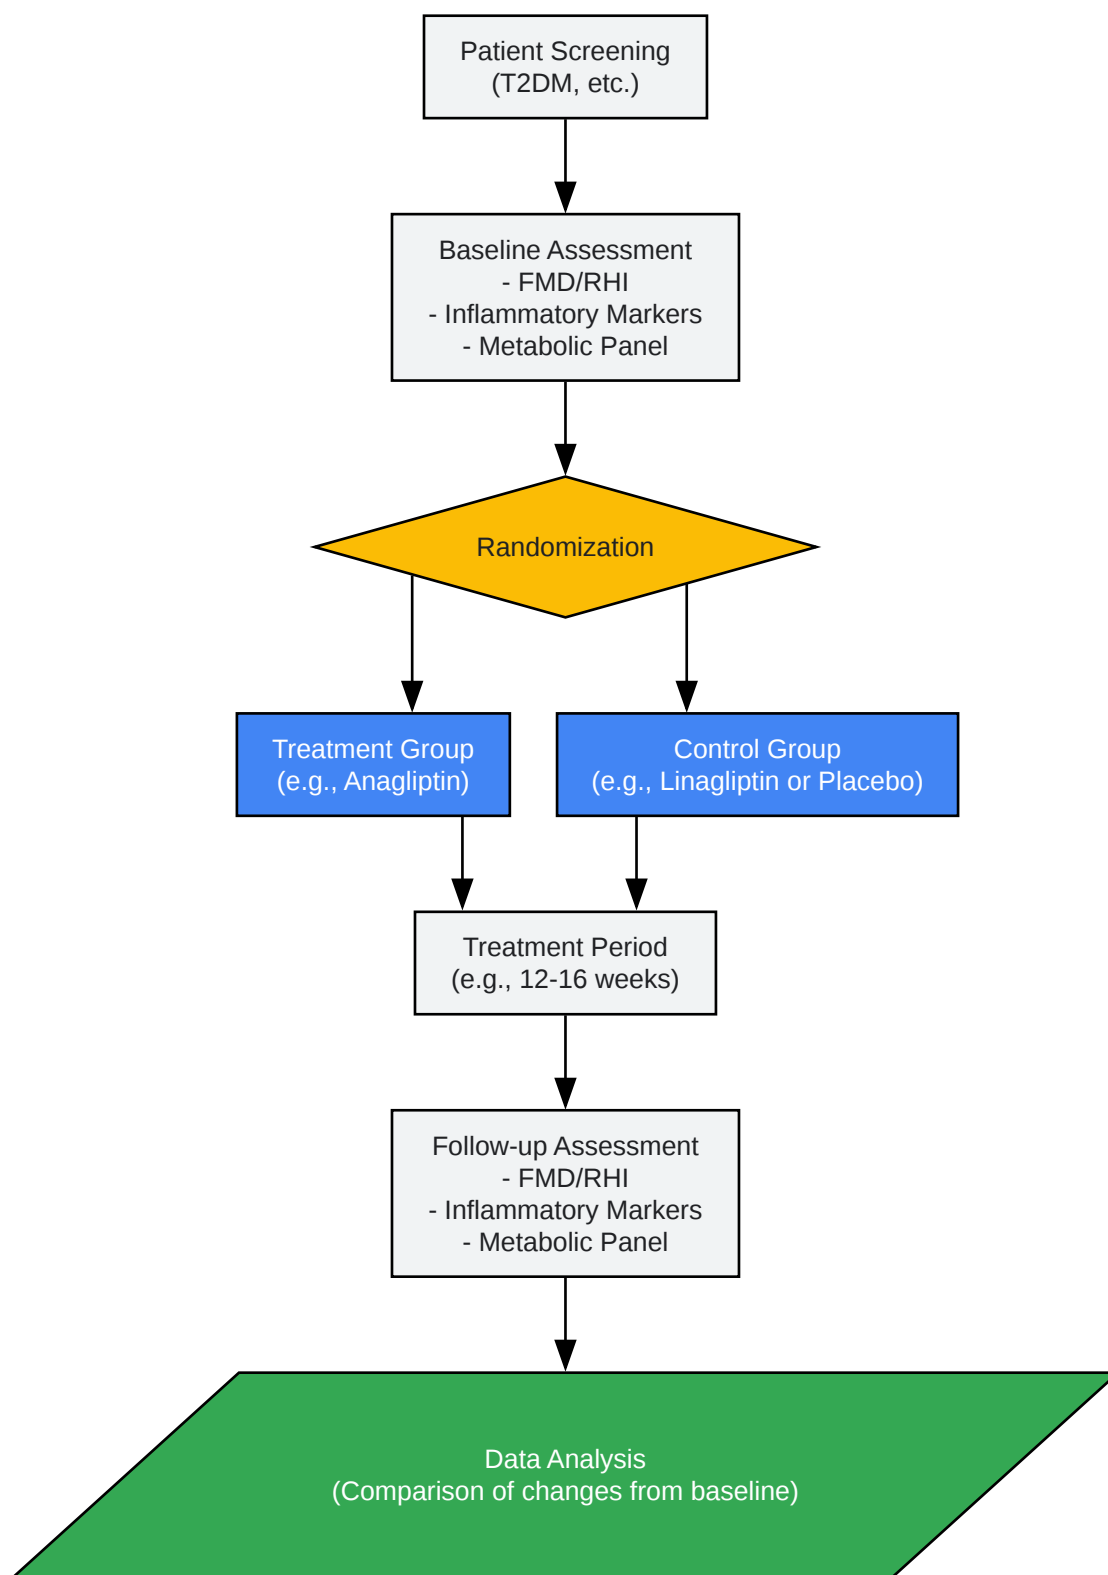 Patient Screening
(T2DM, etc.)
Baseline Assessment
- FMD/RHI
- Inflammatory Markers
- Metabolic Panel
Randomization
Treatment Group
(e.g., Anagliptin)
Control Group
(e.g., Linagliptin or Placebo)
Treatment Period
(e.g., 12-16 weeks)
Follow-up Assessment
- FMD/RHI
- Inflammatory Markers
- Metabolic Panel
Data Analysis
(Comparison of changes from baseline)